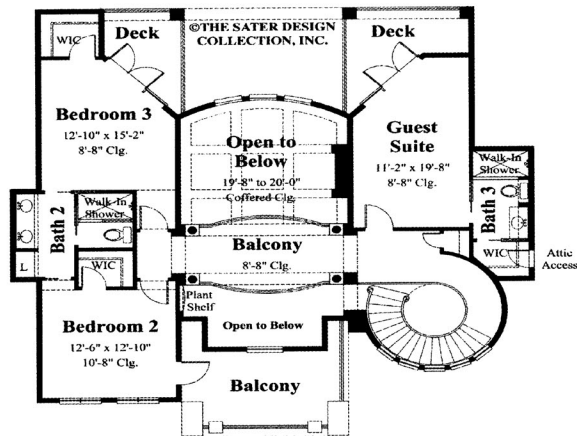 Deck
©THE SATER DESIGN
COLLECTION, INC.
Deck
WIC
Bedroom 3
12'-10" x 15'-2"
8'-8" Clg.
Open to
Below
19'-8" to 20'-0"
Coffered Clg.
Guest
Suite
11'-2" x 19'-8"
8'-8" Clg.
Walk-In
Shower
Bath 3
WIC
Attic
Access
Walk-In
Shower
Bath 2
L
WIC
Balcony
8'-8" Clg.
Plant
Shelf
Open to Below
Bedroom 2
12'-6" x 12'-10"
10'-8" Clg.
Balcony